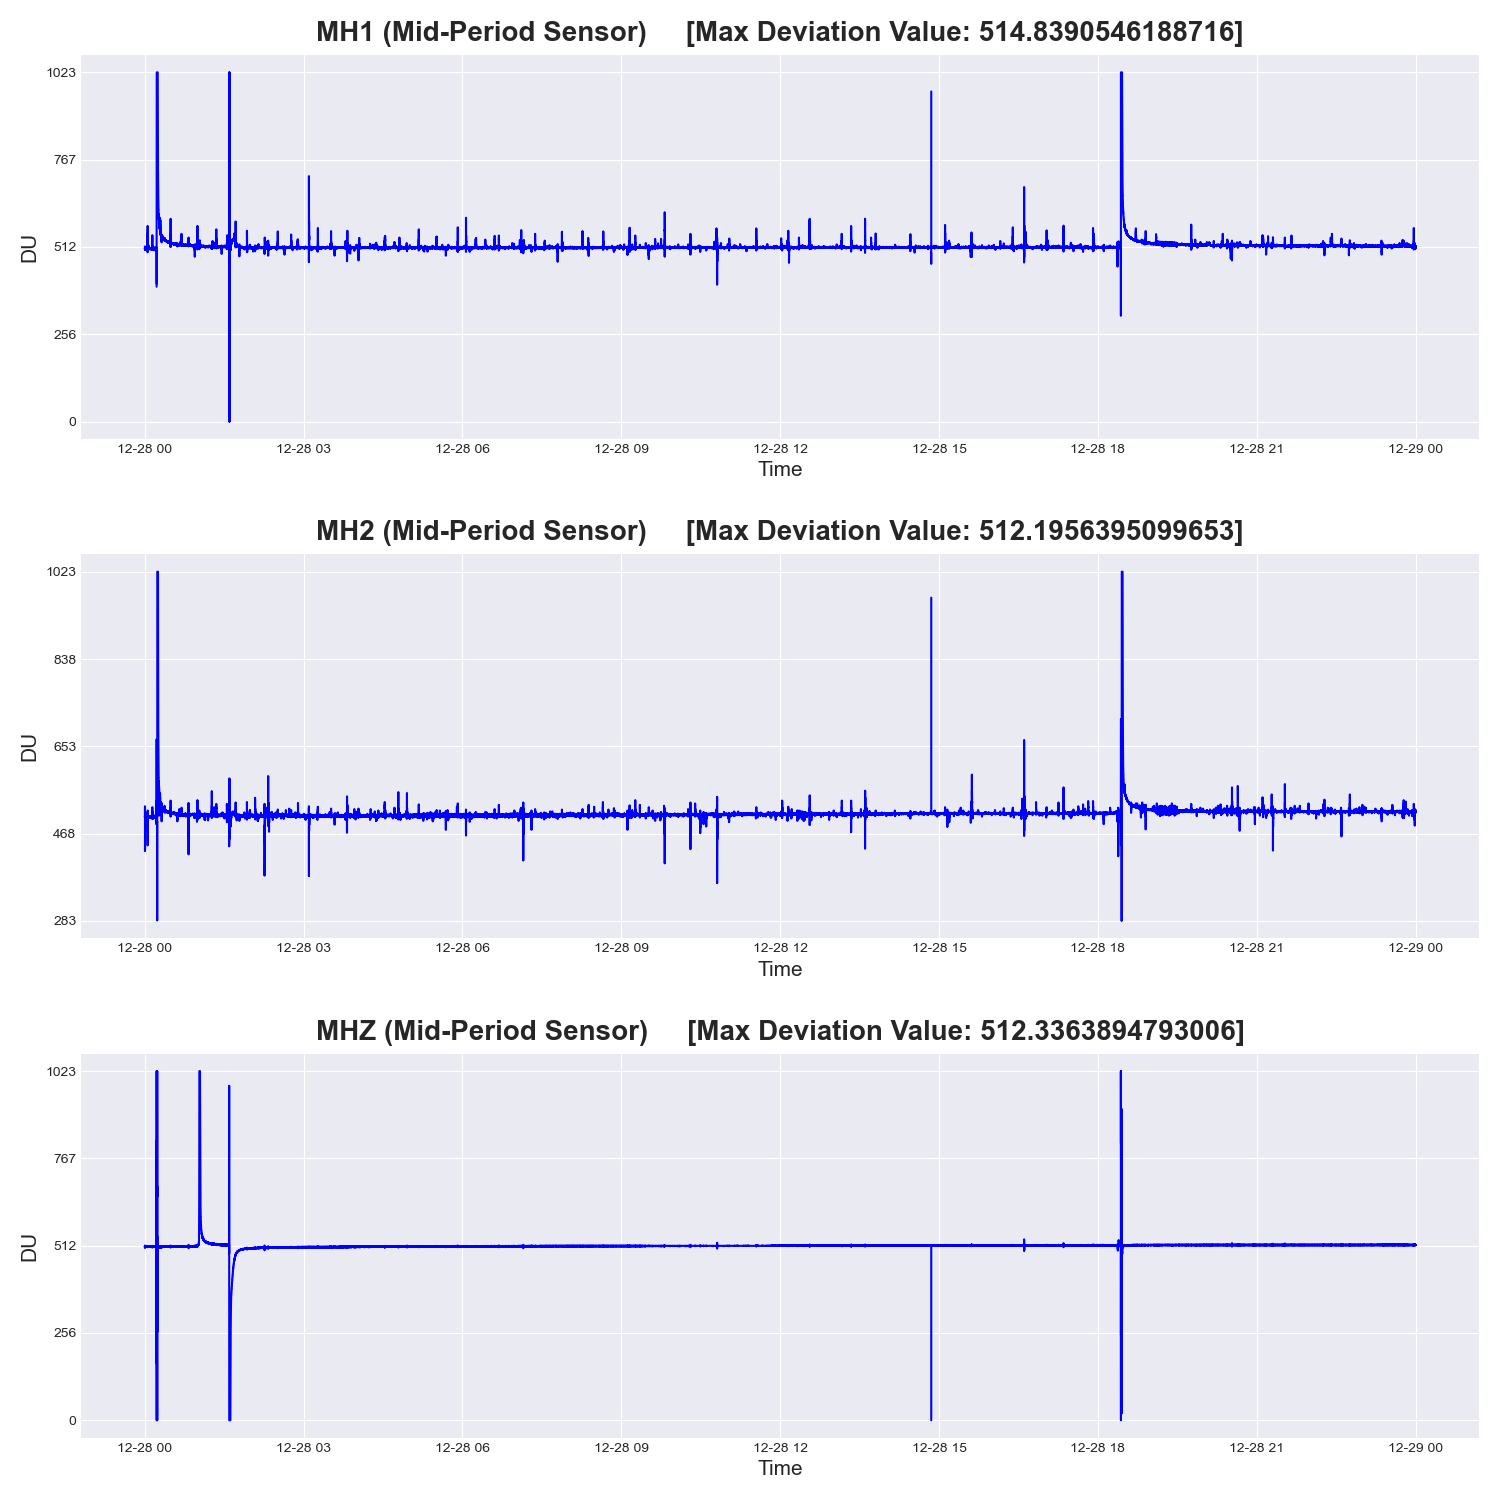 MH1 (Mid-Period Sensor) [Max Deviation Value: 514.8390546188716]
1023
767
512
256
0
DU
12-28 00 12-28 03 12-28 06 12-28 09 12-28 12 12-28 15 12-28 18 12-28 21 12-29 00
Time
MH2 (Mid-Period Sensor) [Max Deviation Value: 512.1956395099653]
1023
838
653
468
283
DU
12-28 00 12-28 03 12-28 06 12-28 09 12-28 12 12-28 15 12-28 18 12-28 21 12-29 00
Time
MHZ (Mid-Period Sensor) [Max Deviation Value: 512.3363894793006]
1023
767
512
256
0
DU
12-28 00 12-28 03 12-28 06 12-28 09 12-28 12 12-28 15 12-28 18 12-28 21 12-29 00
Time